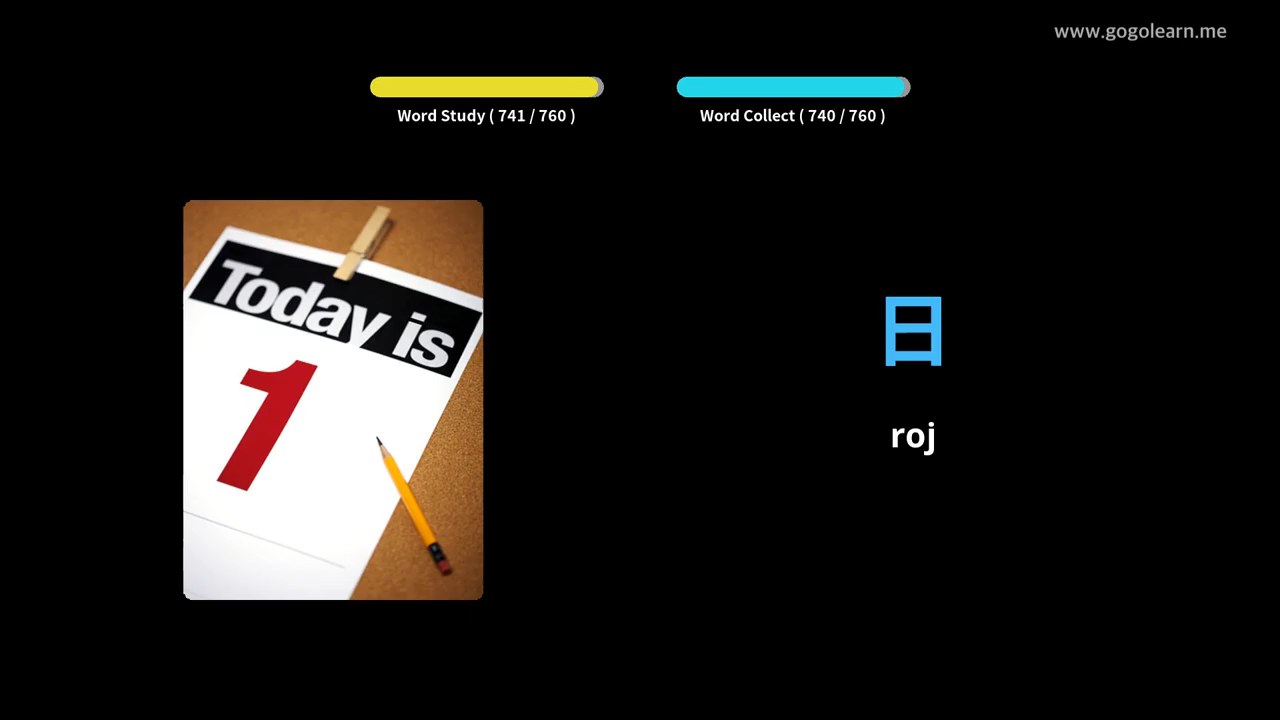 www.gogolearn.me
Word Study ( 741 / 760 )
Word Collect ( 740 / 760 )
Today is
1
日
roj